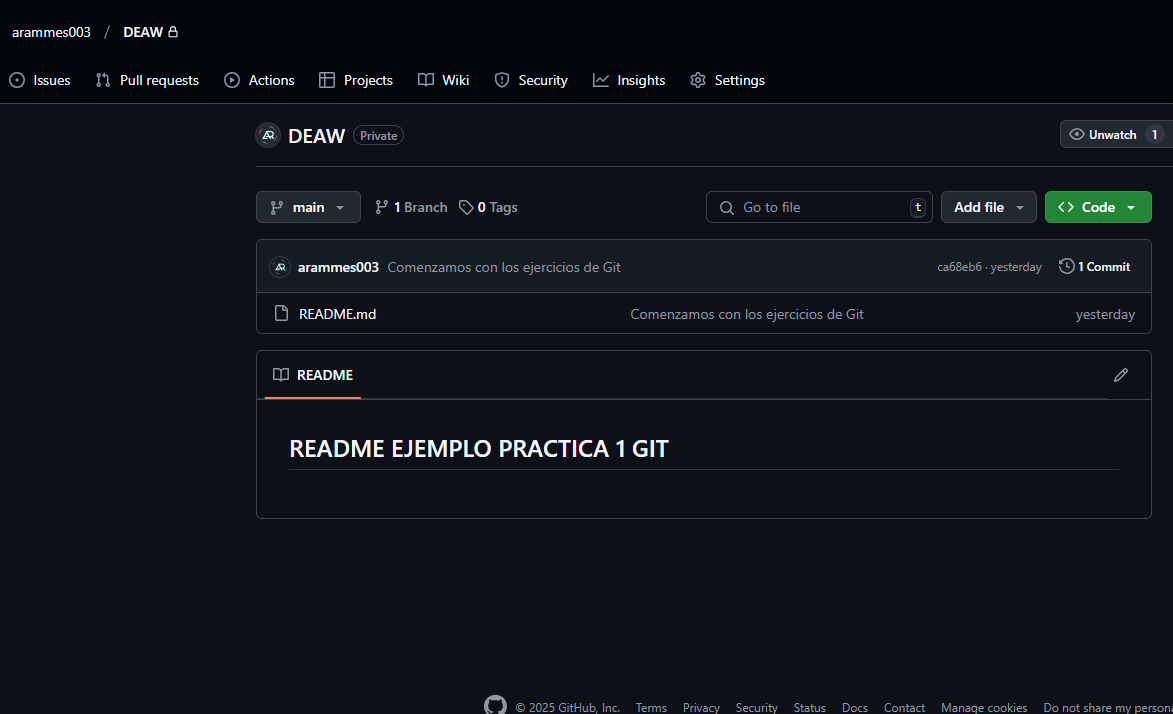 arammes003 / DEAW
Issues Pull requests Actions Projects Wiki Security Insights Settings
DEAW Private Unwatch 1
main 1 Branch 0 Tags Go to file t Add file Code
arammes003 Comenzamos con los ejercicios de Git ca68eb6 · yesterday 1 Commit
README.md Comenzamos con los ejercicios de Git yesterday
README
README EJEMPLO PRACTICA 1 GIT
© 2025 GitHub, Inc. Terms Privacy Security Status Docs Contact Manage cookies Do not share my